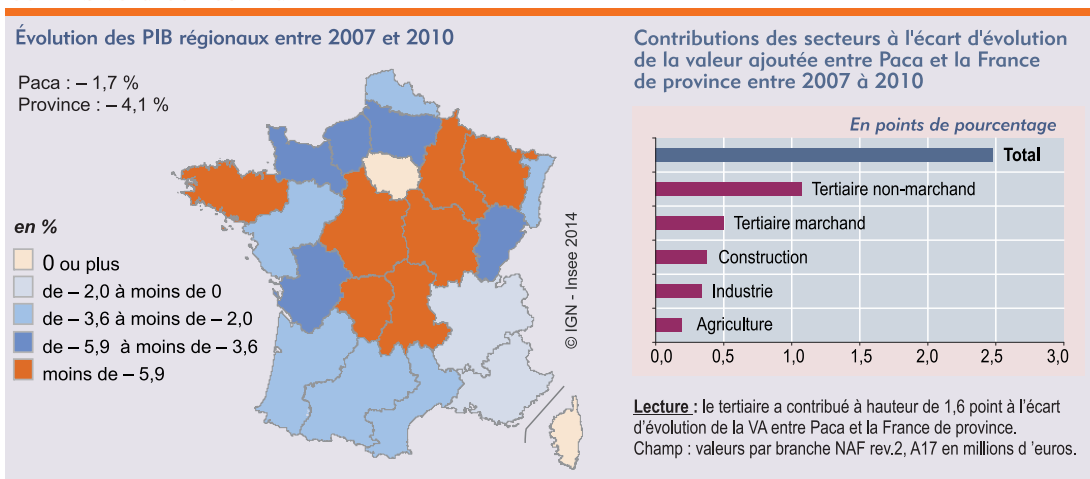 Évolution des PIB régionaux entre 2007 et 2010
Paca : – 1,7 %
Province : – 4,1 %
en %
0 ou plus
de – 2,0 à moins de 0
de – 3,6 à moins de – 2,0
de – 5,9 à moins de – 3,6
moins de – 5,9
© IGN - Insee 2014
Contributions des secteurs à l'écart d'évolution
de la valeur ajoutée entre Paca et la France
de province entre 2007 à 2010
En points de pourcentage
Total
Tertiaire non-marchand
Tertiaire marchand
Construction
Industrie
Agriculture
0,0 0,5 1,0 1,5 2,0 2,5 3,0
Lecture : le tertiaire a contribué à hauteur de 1,6 point à l'écart
d'évolution de la VA entre Paca et la France de province.
Champ : valeurs par branche NAF rev.2, A17 en millions d 'euros.